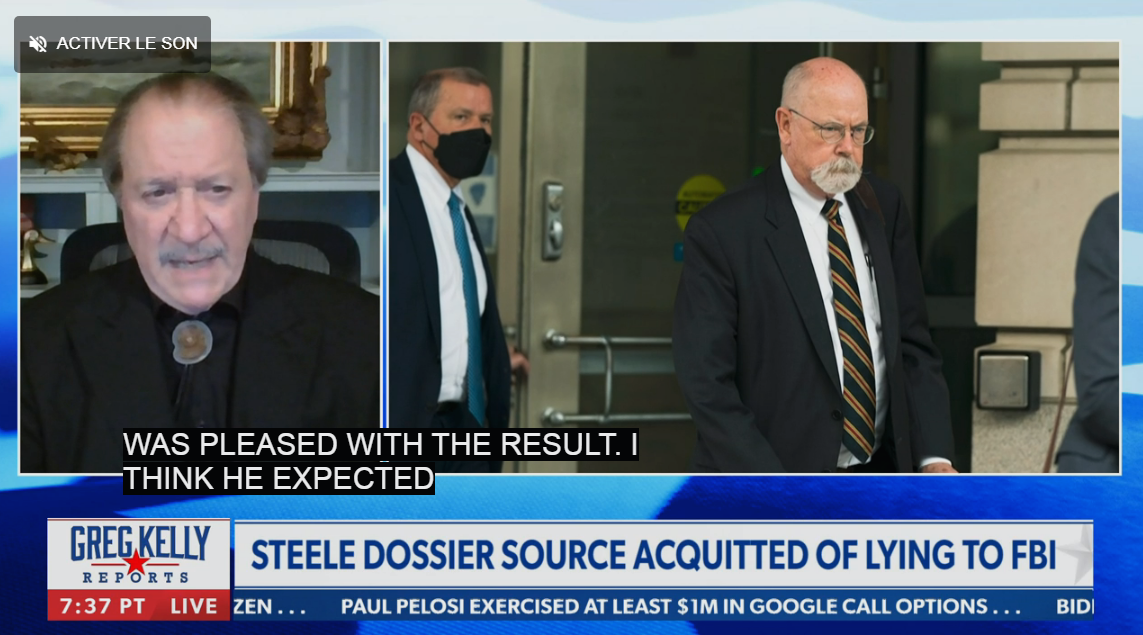 ACTIVER LE SON
WAS PLEASED WITH THE RESULT. I
THINK HE EXPECTED
GREG KELLY
REPORTS
STEELE DOSSIER SOURCE ACQUITTED OF LYING TO FBI
7:37 PT LIVE
ZEN... PAUL PELOSI EXERCISED AT LEAST $1M IN GOOGLE CALL OPTIONS... BIDI